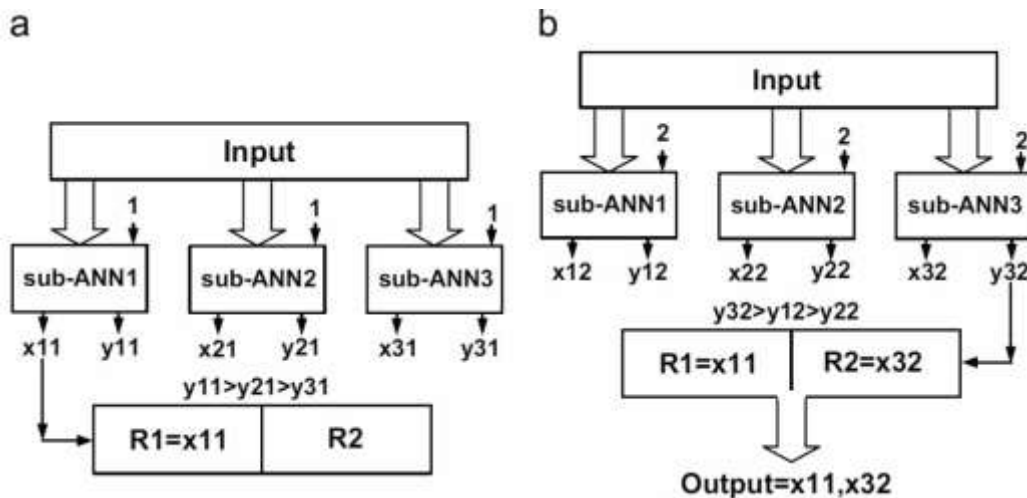 a
Input
1 1 1
sub-ANN1 sub-ANN2 sub-ANN3
x11 y11 x21 y21 x31 y31
y11>y21>y31
R1=x11 R2
b
Input
2 2 2
sub-ANN1 sub-ANN2 sub-ANN3
x12 y12 x22 y22 x32 y32
y32>y12>y22
R1=x11 R2=x32
Output=x11,x32